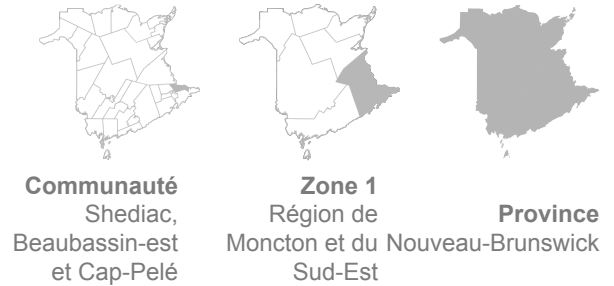 Communauté
Shediac,
Beaubassin-est
et Cap-Pelé
Zone 1
Région de
Moncton et du
Sud-Est
Province
Nouveau-Brunswick